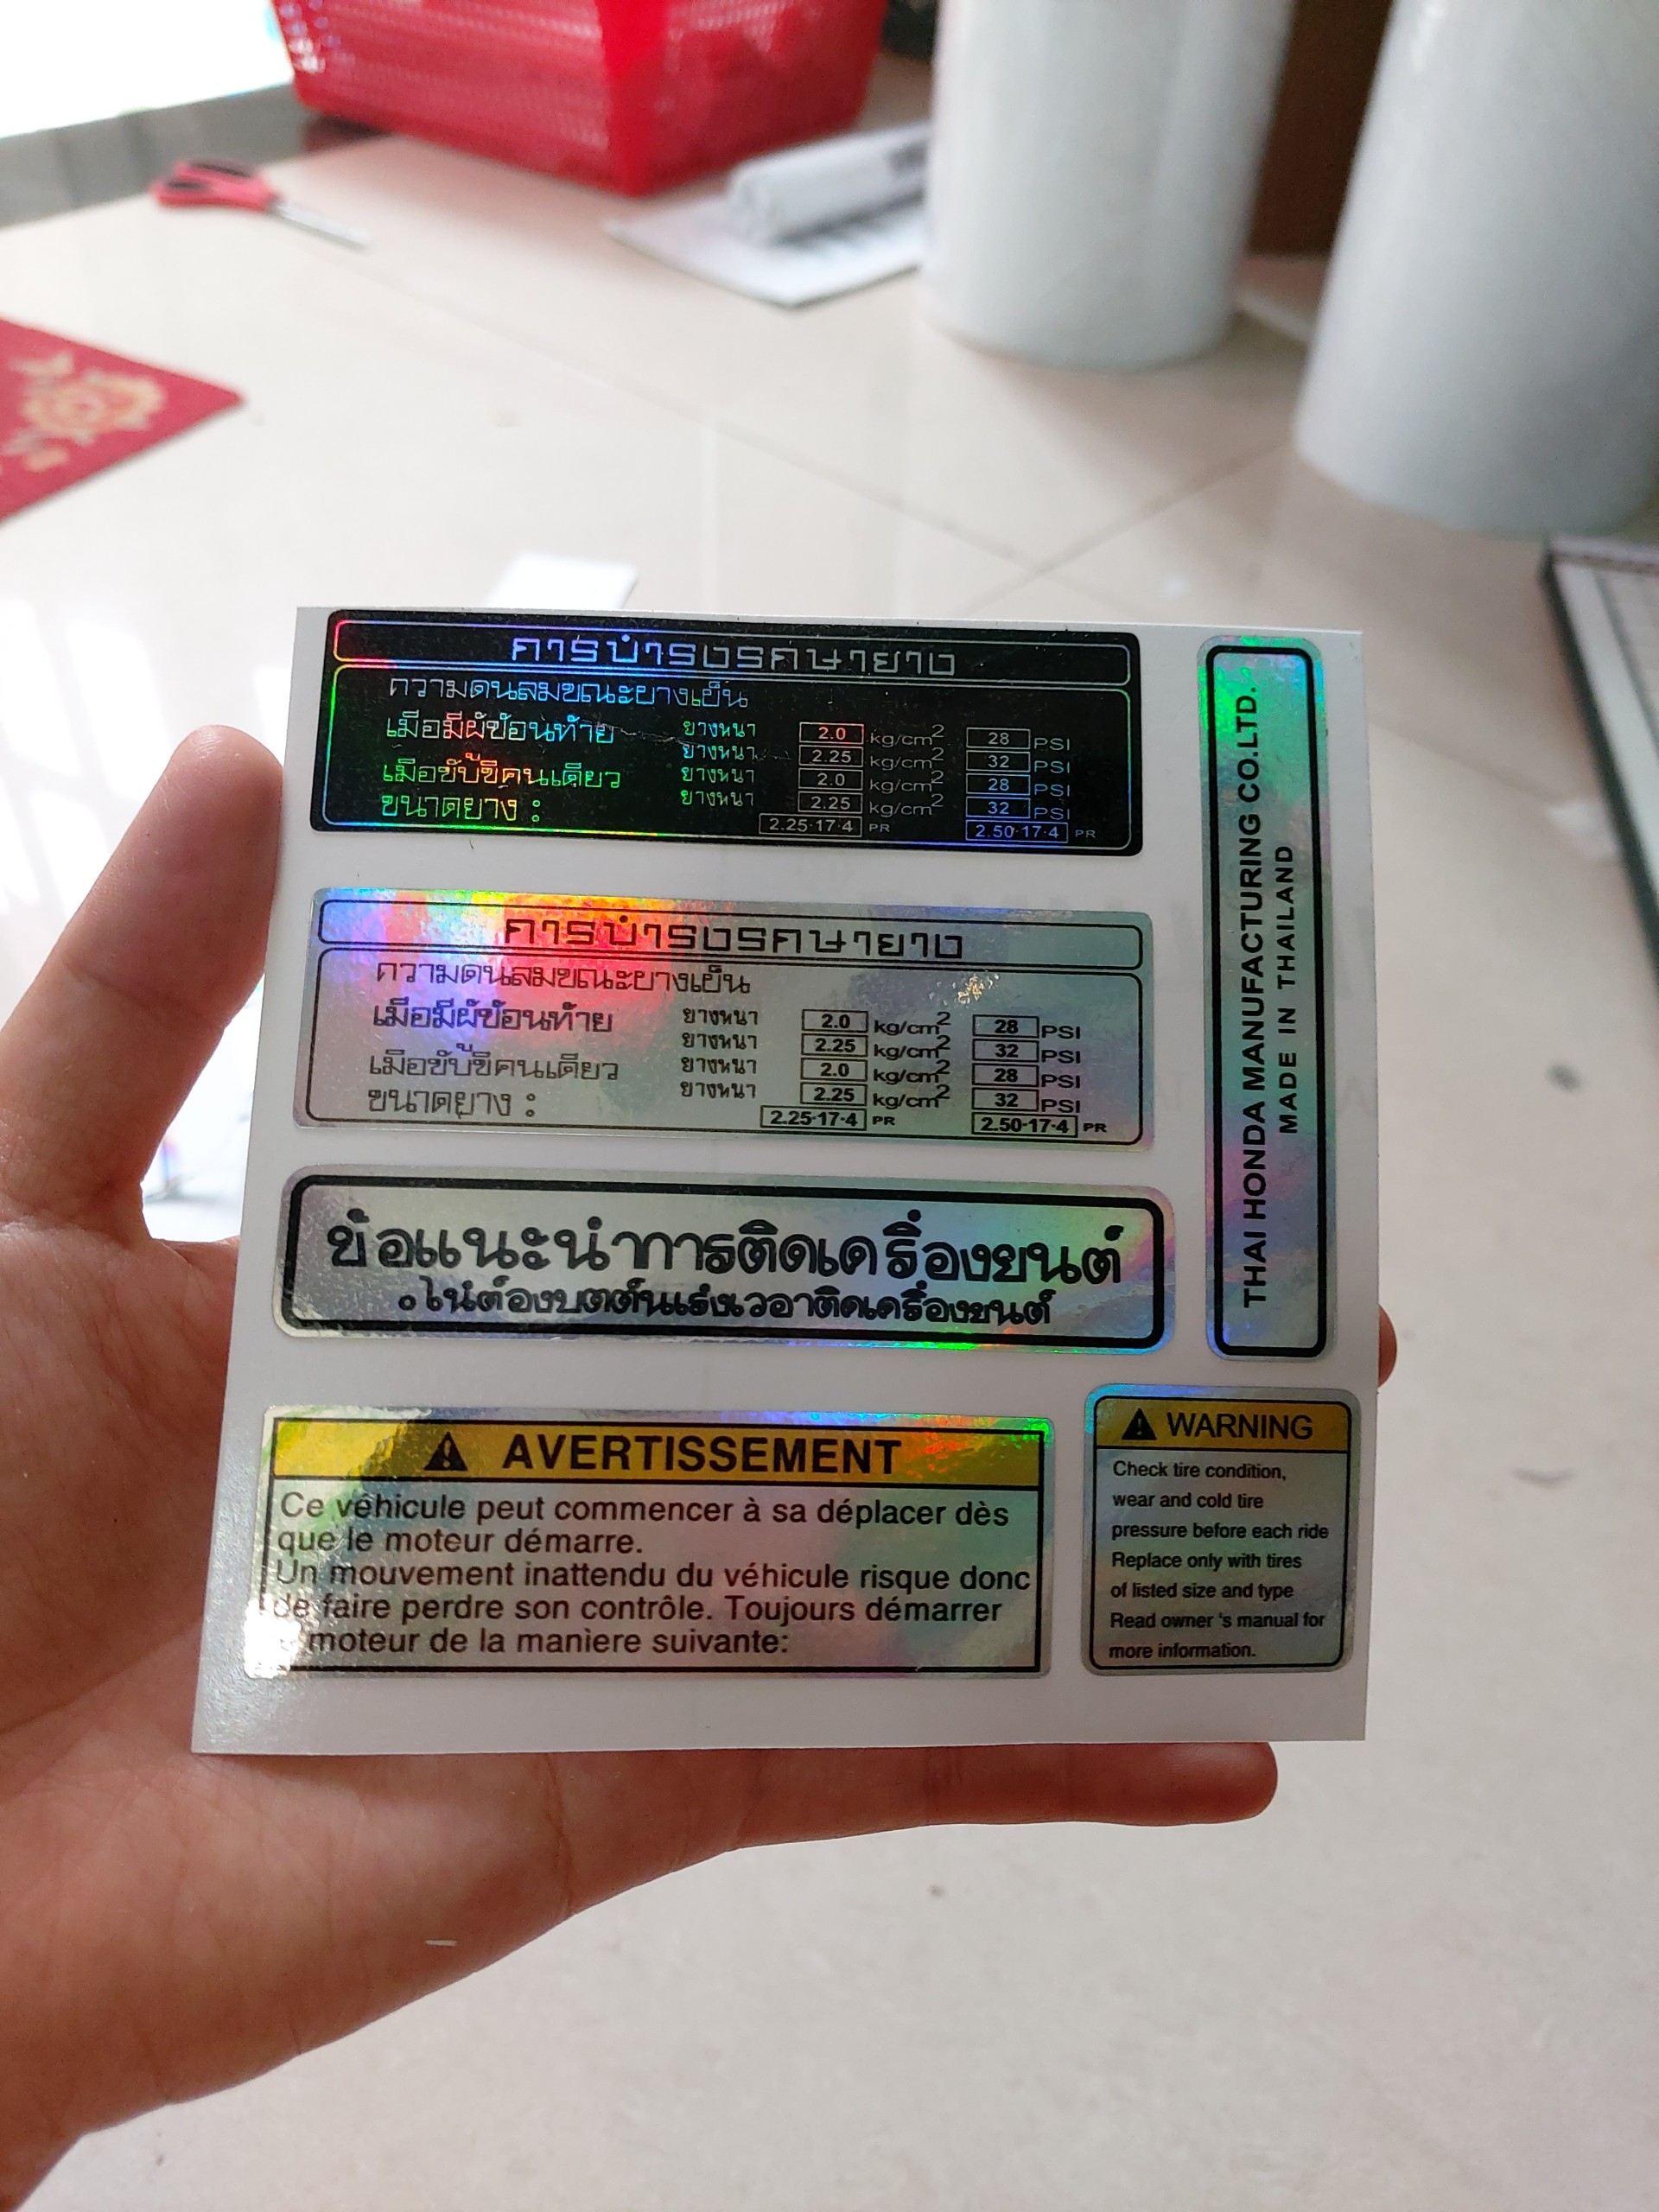 การบำรงรคษายาง
ความดนลมขณะยางเย็น
เมือมีผัซ้อนท้าย ยางหนา 2.0 kg/cm2 28 PSI
ยางหนา 2.25 kg/cm2 32 PSI
เมือขับ้ขีคนเดียว ยางหนา 2.0 kg/cm2 28 PSI
ขนาดยาง : ยางหนา 2.25 kg/cm2 32 PSI
2.25-17-4 PR 2.50-17-4 PR
การบำรงรคษายาง
ความดนลมขณะยางเย็น
เมือมีผัซ้อนท้าย ยางหนา 2.0 kg/cm2 28 PSI
ยางหนา 2.25 kg/cm2 32 PSI
เมือขับ้ขีคนเดียว ยางหนา 2.0 kg/cm2 28 PSI
ขนาดยาง : ยางหนา 2.25 kg/cm2 32 PSI
2.25-17-4 PR 2.50-17-4 PR
ข้อแนะนำการติดเครื่องยนต์
THAI HONDA MANUFACTURING CO.LTD.
MADE IN THAILAND
AVERTISSEMENT
Ce véhicule peut commencer à sa déplacer dès
que le moteur démarre.
Un mouvement inattendu du véhicule risque donc
de faire perdre son contrôle. Toujours démarrer
moteur de la manìere suivante:
WARNING
Check tire condition,
wear and cold tire
pressure before each ride
Replace only with tires
of listed size and type
Read owner 's manual for
more information.